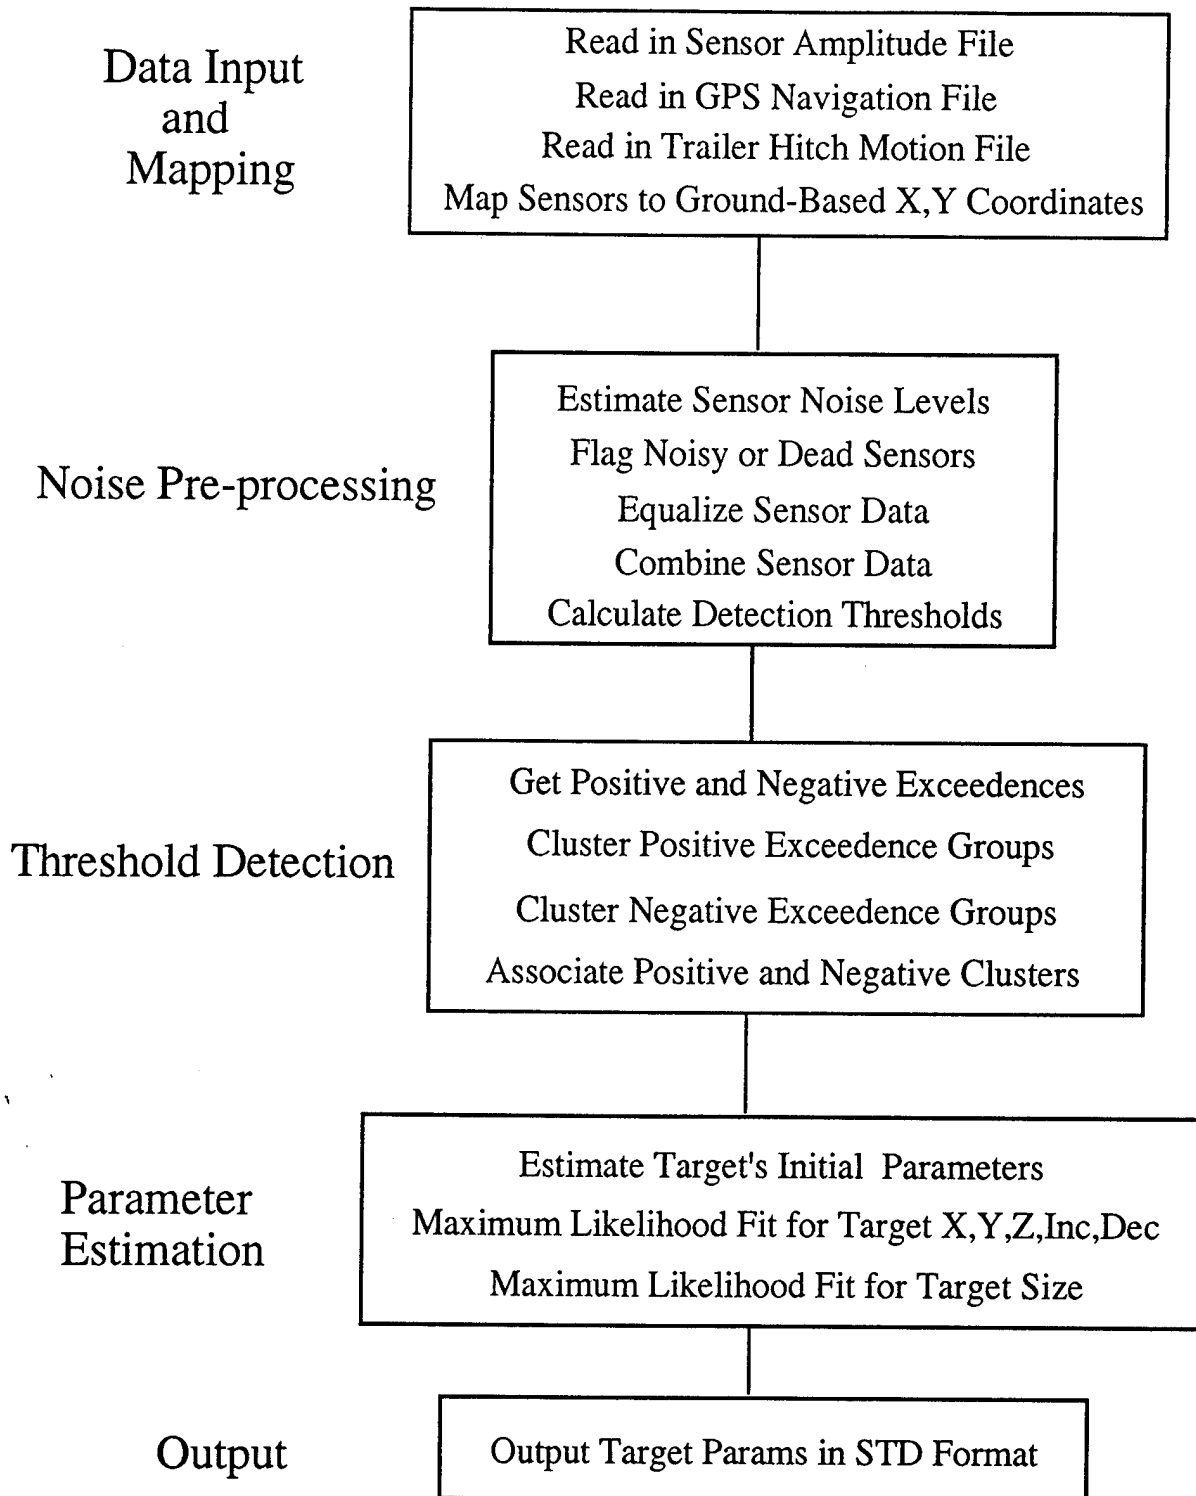 Data Input
and
Mapping
Read in Sensor Amplitude File
Read in GPS Navigation File
Read in Trailer Hitch Motion File
Map Sensors to Ground-Based X,Y Coordinates
Noise Pre-processing
Estimate Sensor Noise Levels
Flag Noisy or Dead Sensors
Equalize Sensor Data
Combine Sensor Data
Calculate Detection Thresholds
Threshold Detection
Get Positive and Negative Exceedences
Cluster Positive Exceedence Groups
Cluster Negative Exceedence Groups
Associate Positive and Negative Clusters
Parameter
Estimation
Estimate Target's Initial Parameters
Maximum Likelihood Fit for Target X,Y,Z,Inc,Dec
Maximum Likelihood Fit for Target Size
Output
Output Target Params in STD Format